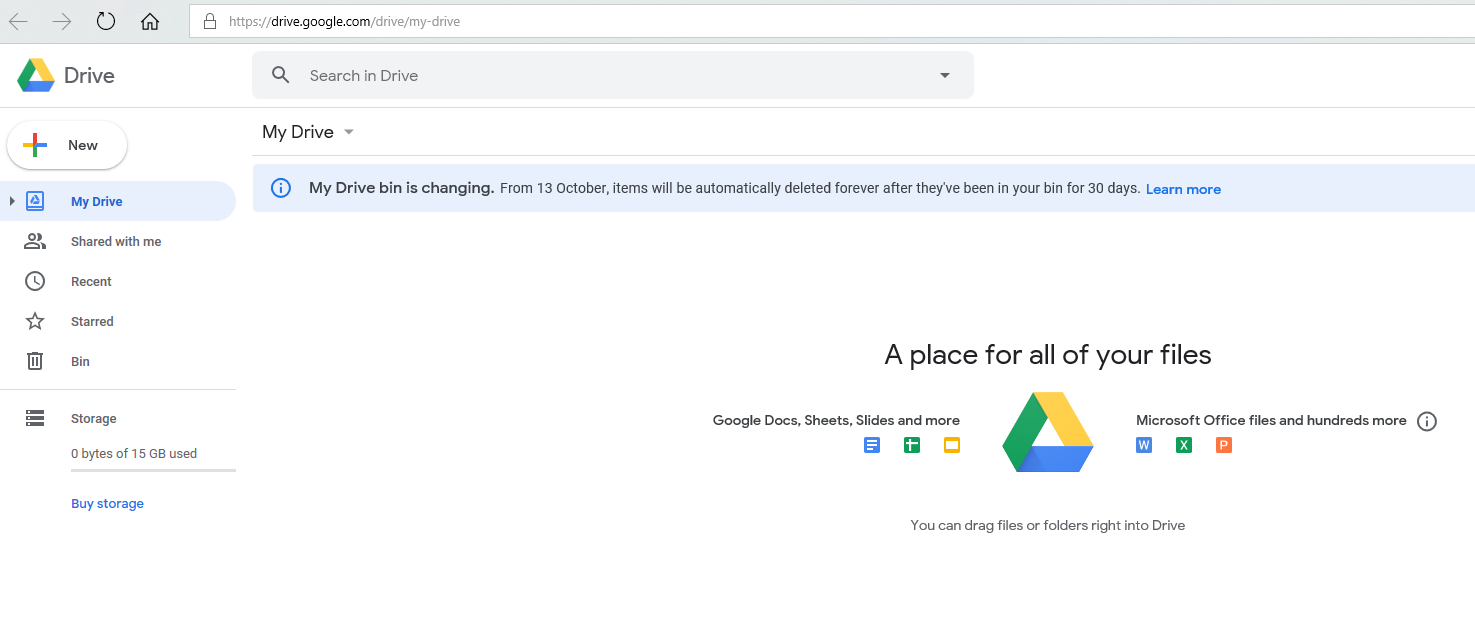 https://drive.google.com/drive/my-drive
Drive
Search in Drive
New
My Drive
Shared with me
Recent
Starred
Bin
Storage
0 bytes of 15 GB used
Buy storage
My Drive
My Drive bin is changing. From 13 October, items will be automatically deleted forever after they've been in your bin for 30 days. Learn more
A place for all of your files
Google Docs, Sheets, Slides and more
Microsoft Office files and hundreds more
W X P
You can drag files or folders right into Drive